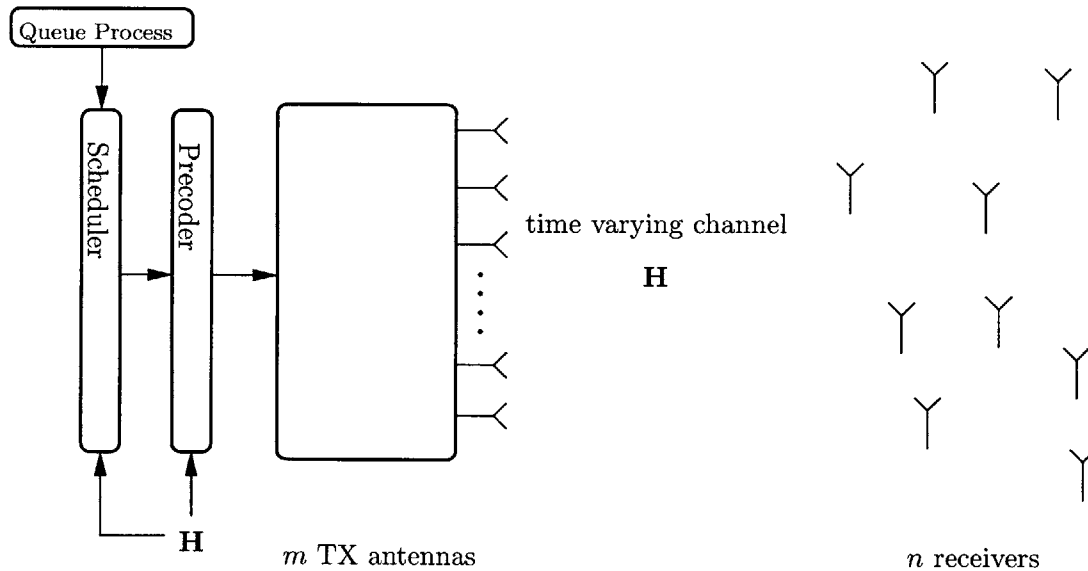 Queue Process
Scheduler
Precoder
time varying channel
H
H
m TX antennas
n receivers